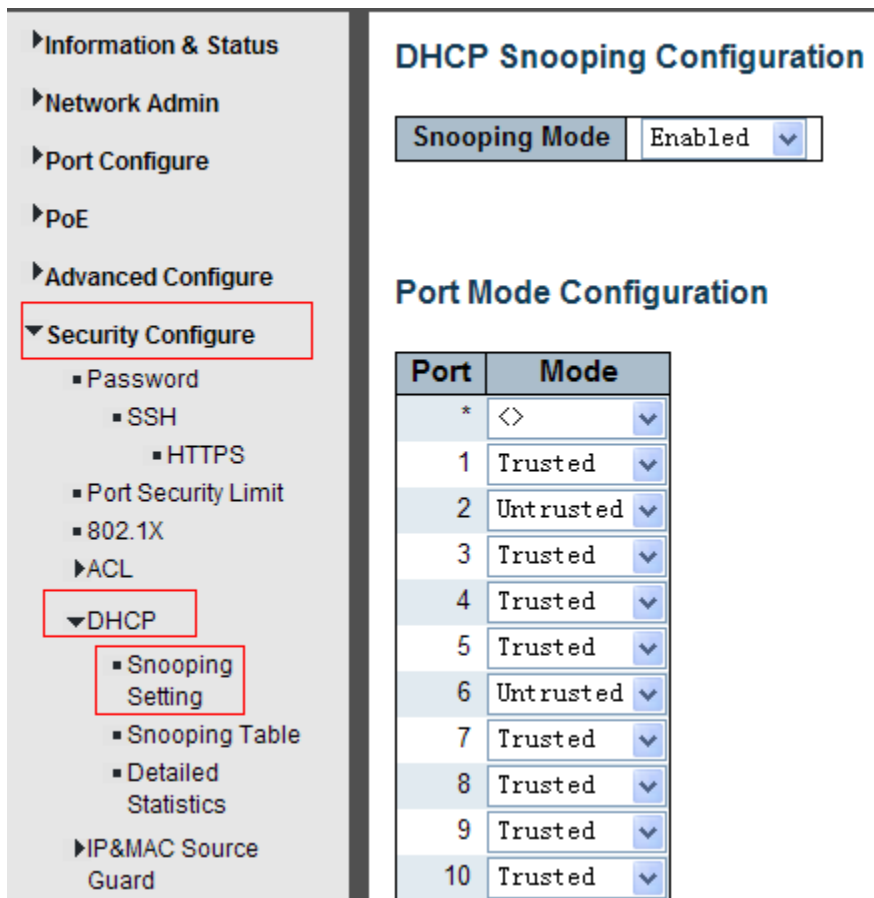 Information & Status
Network Admin
Port Configure
PoE
Advanced Configure
Security Configure
Password
SSH
HTTPS
Port Security Limit
802.1X
ACL
DHCP
Snooping
Setting
Snooping Table
Detailed
Statistics
IP&MAC Source
Guard
DHCP Snooping Configuration
Snooping Mode Enabled
Port Mode Configuration
Port Mode
* <>
1 Trusted
2 Untrusted
3 Trusted
4 Trusted
5 Trusted
6 Untrusted
7 Trusted
8 Trusted
9 Trusted
10 Trusted